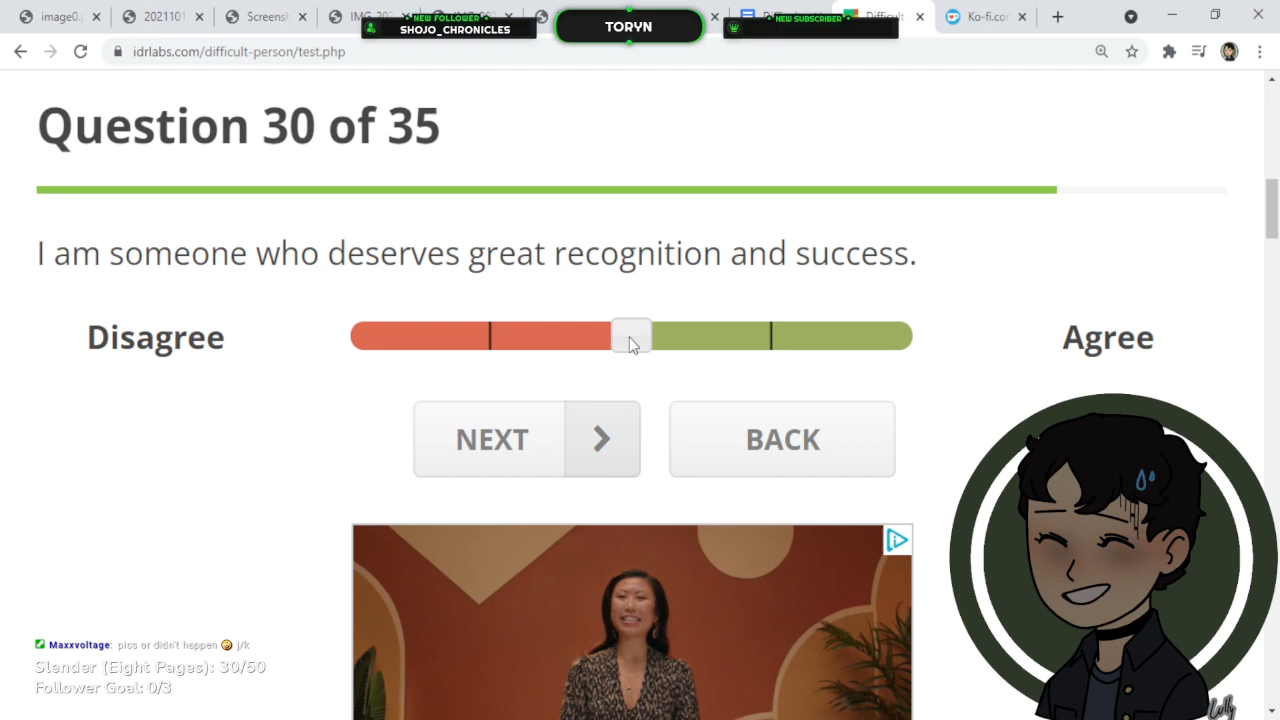 image0.
2021101
Screensh
IMG_20
Difficult
Ko-fi.co
NEW FOLLOWER
SHOJO_CHRONICLES
TORYN
NEW SUBSCRIBER
idrlabs.com/difficult-person/test.php
Question 30 of 35
I am someone who deserves great recognition and success.
Disagree
Agree
NEXT
BACK
Maxxvoltage: pics or didn't happen j/k
Slender (Eight Pages): 30/50
Follower Goal: 0/3